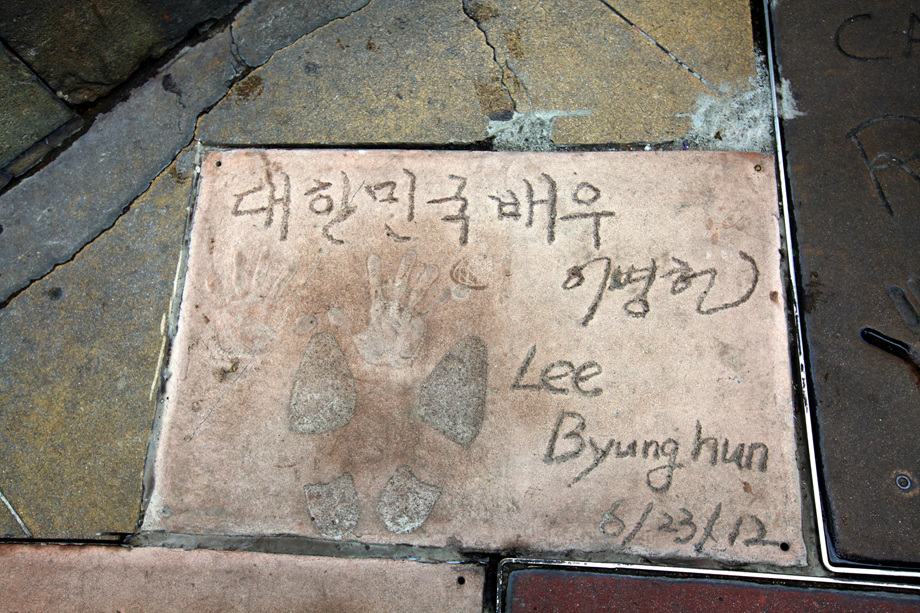 대한민국 배우
이병헌
Lee
Byung hun
6/23/12